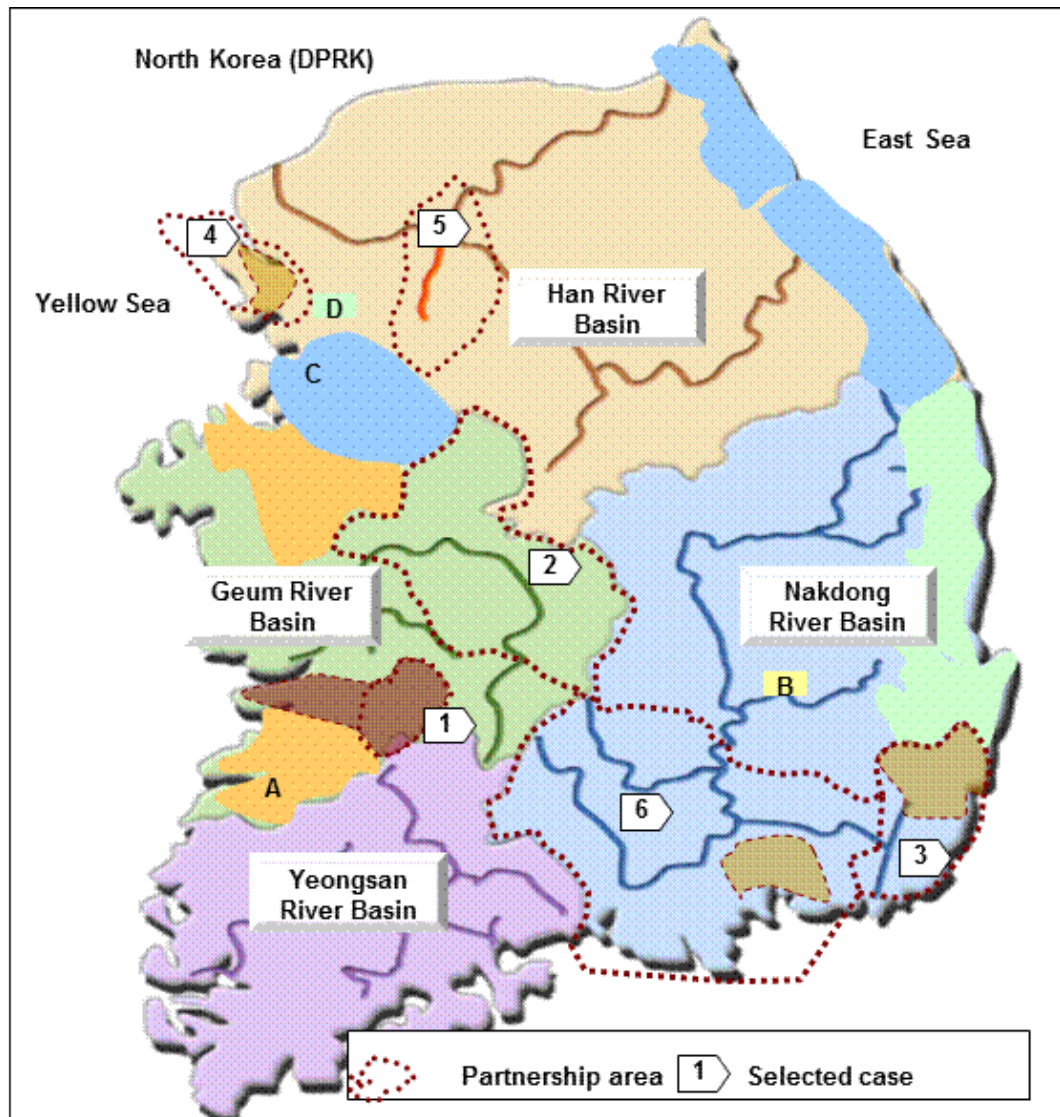 North Korea (DPRK)
East Sea
4
5
Yellow Sea
D
Han River
Basin
C
2
Geum River
Basin
Nakdong
River Basin
B
1
A
6
3
Yeongsan
River Basin
Partnership area
1
Selected case